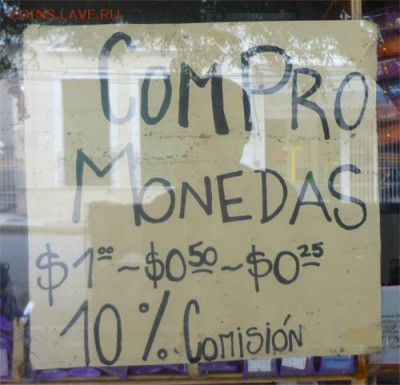 COINS.LAVE.RU
COMPRO
MONEDAS
$1⁰⁰ ~ $0⁵⁰ ~ $0²⁵
10% Comisión